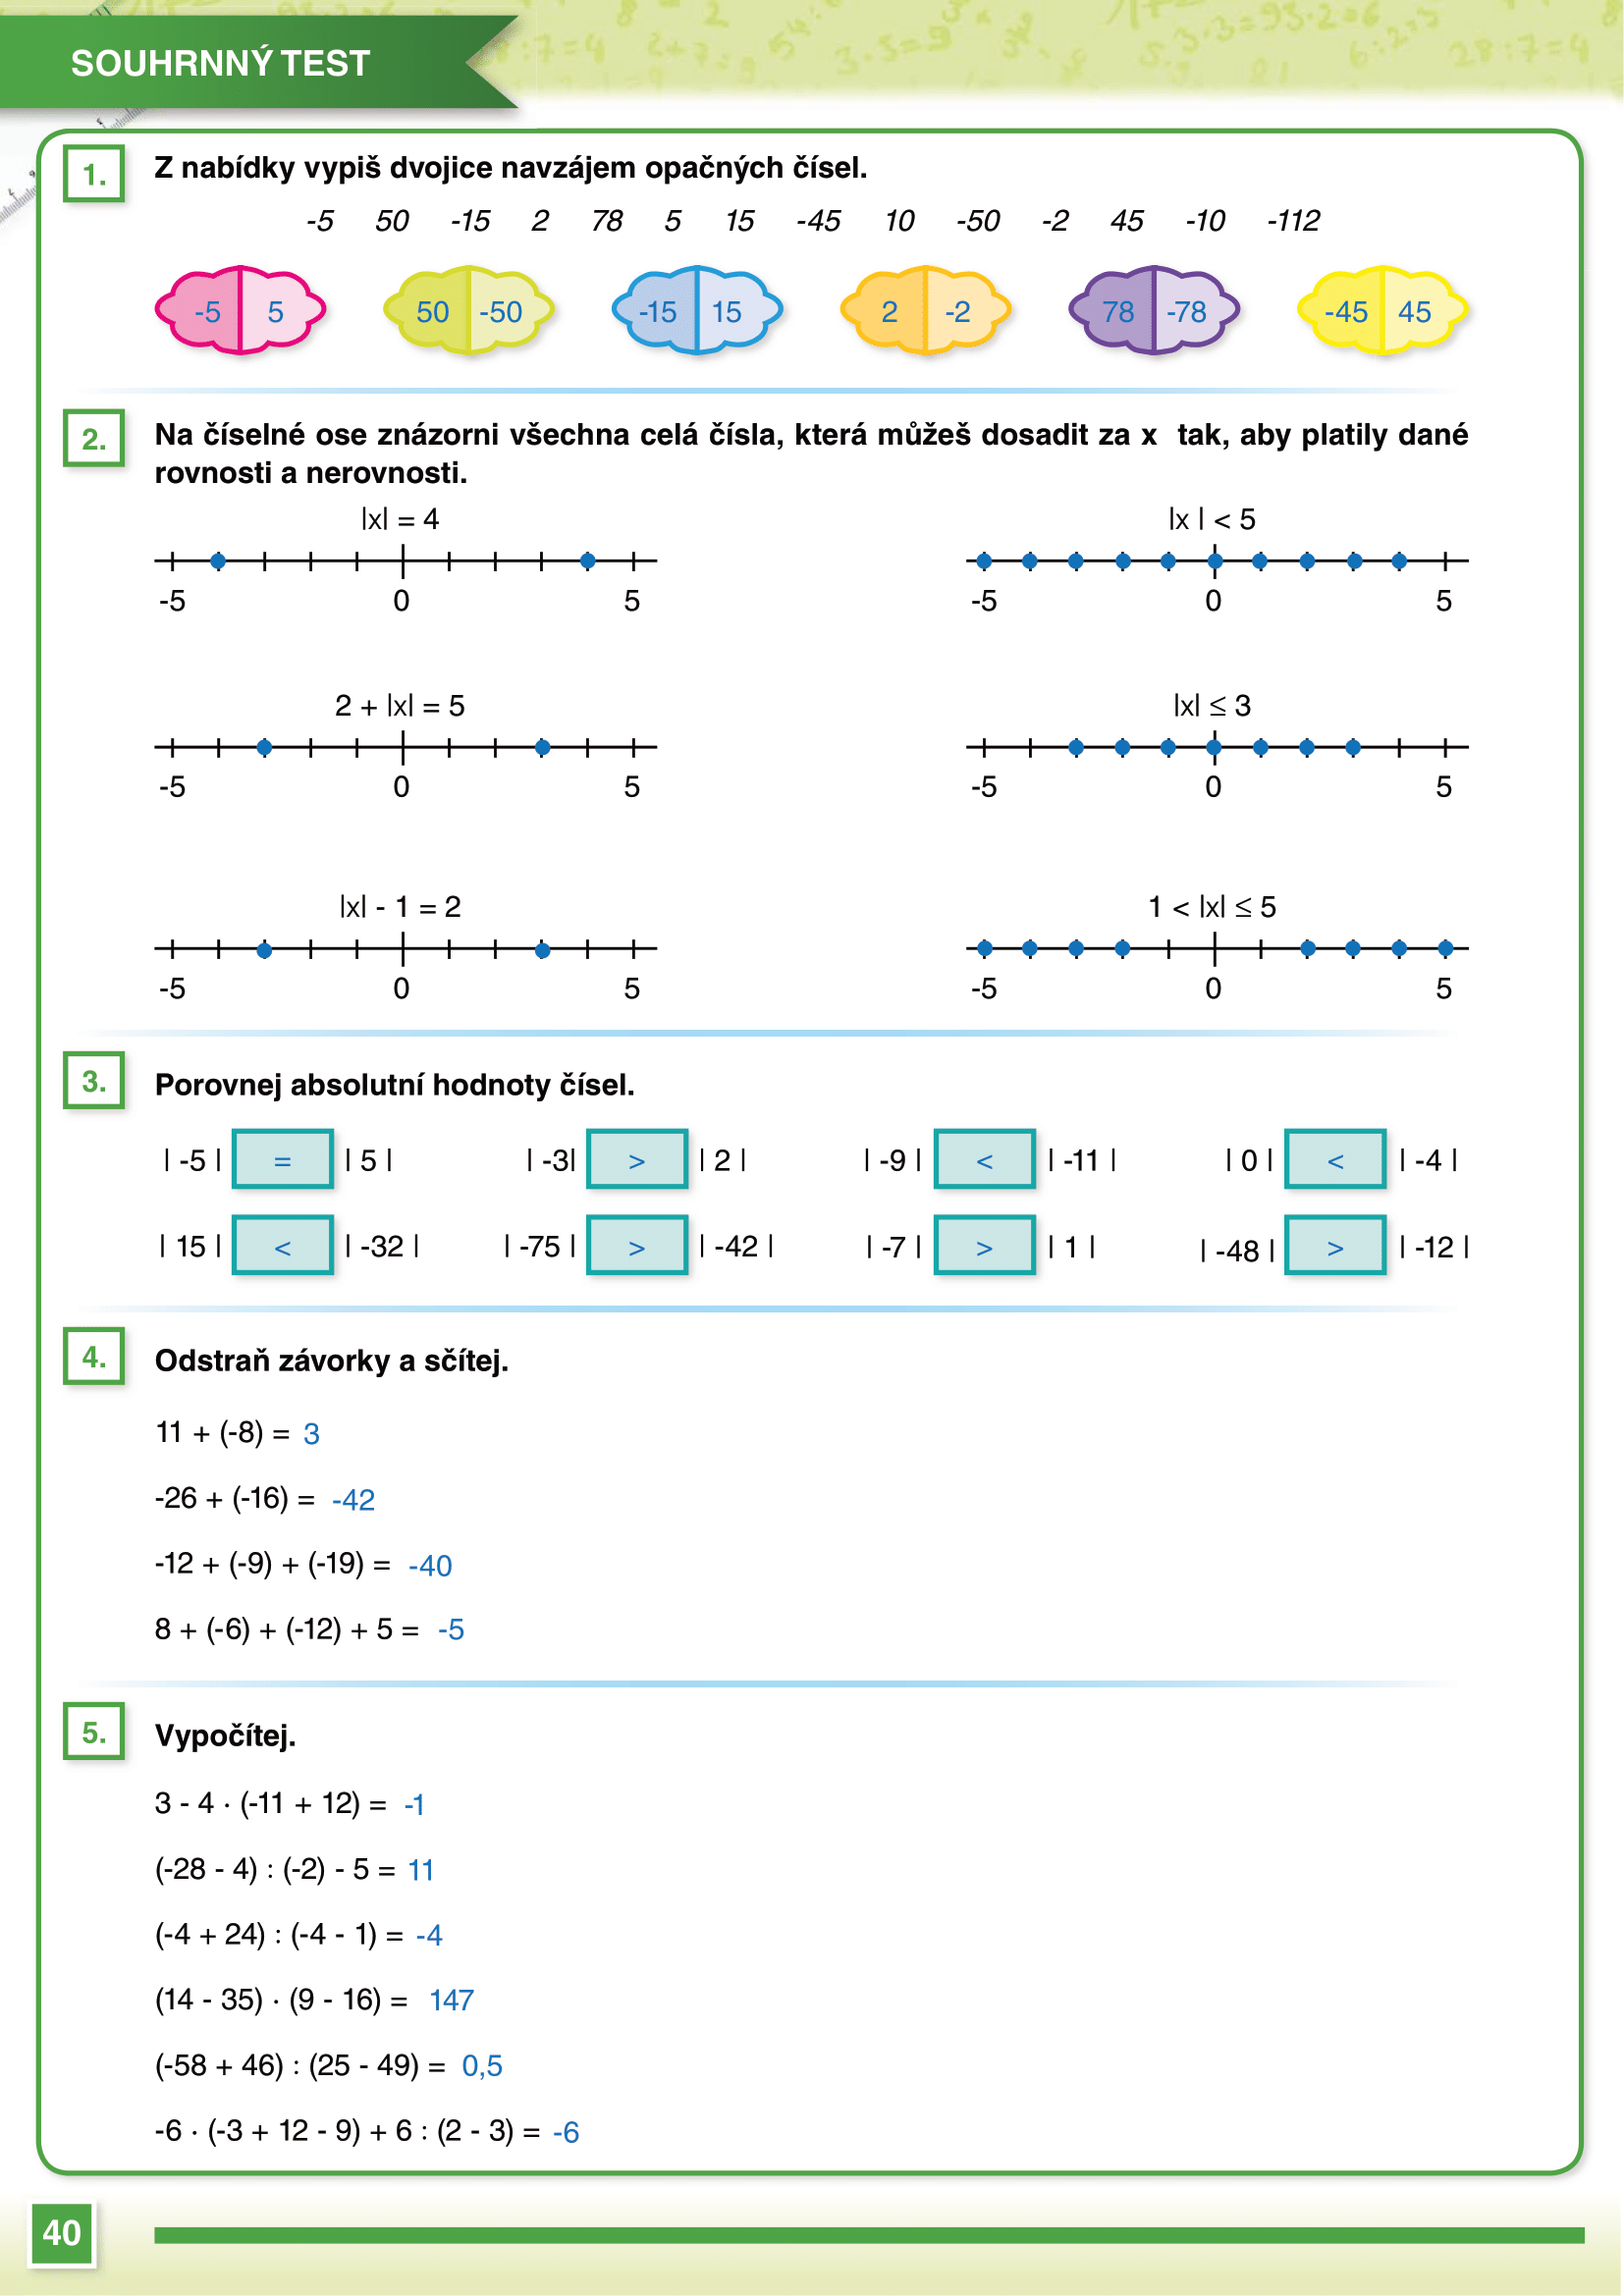 SOUHRNNÝ TEST
1.
Z nabídky vypiš dvojice navzájem opačných čísel.
-5 50 -15 2 78 5 15 -45 10 -50 -2 45 -10 -112
-5 5 50 -50 -15 15 2 -2 78 -78 -45 45
2.
Na číselné ose znázorni všechna celá čísla, která můžeš dosadit za x tak, aby platily dané
rovnosti a nerovnosti.
|x| = 4
-5 0 5
|x | < 5
-5 0 5
2 + |x| = 5
-5 0 5
|x| ≤ 3
-5 0 5
|x| - 1 = 2
-5 0 5
1 < |x| ≤ 5
-5 0 5
3.
Porovnej absolutní hodnoty čísel.
| -5 | = | 5 | | -3| > | 2 | | -9 | < | -11 | | 0 | < | -4 |
| 15 | < | -32 | | -75 | > | -42 | | -7 | > | 1 | | -48 | > | -12 |
4.
Odstraň závorky a sčítej.
11 + (-8) = 3
-26 + (-16) = -42
-12 + (-9) + (-19) = -40
8 + (-6) + (-12) + 5 = -5
5.
Vypočítej.
3 - 4 · (-11 + 12) = -1
(-28 - 4) : (-2) - 5 = 11
(-4 + 24) : (-4 - 1) = -4
(14 - 35) · (9 - 16) = 147
(-58 + 46) : (25 - 49) = 0,5
-6 · (-3 + 12 - 9) + 6 : (2 - 3) = -6
40